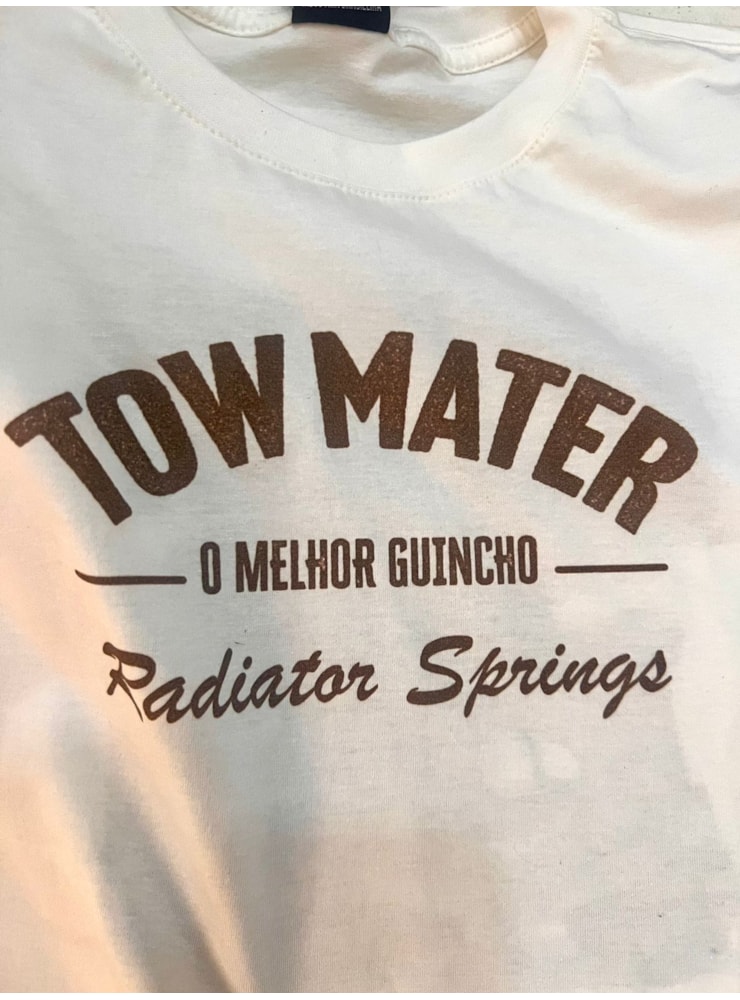 TOW MATER
O MELHOR GUINCHO
Radiator Springs